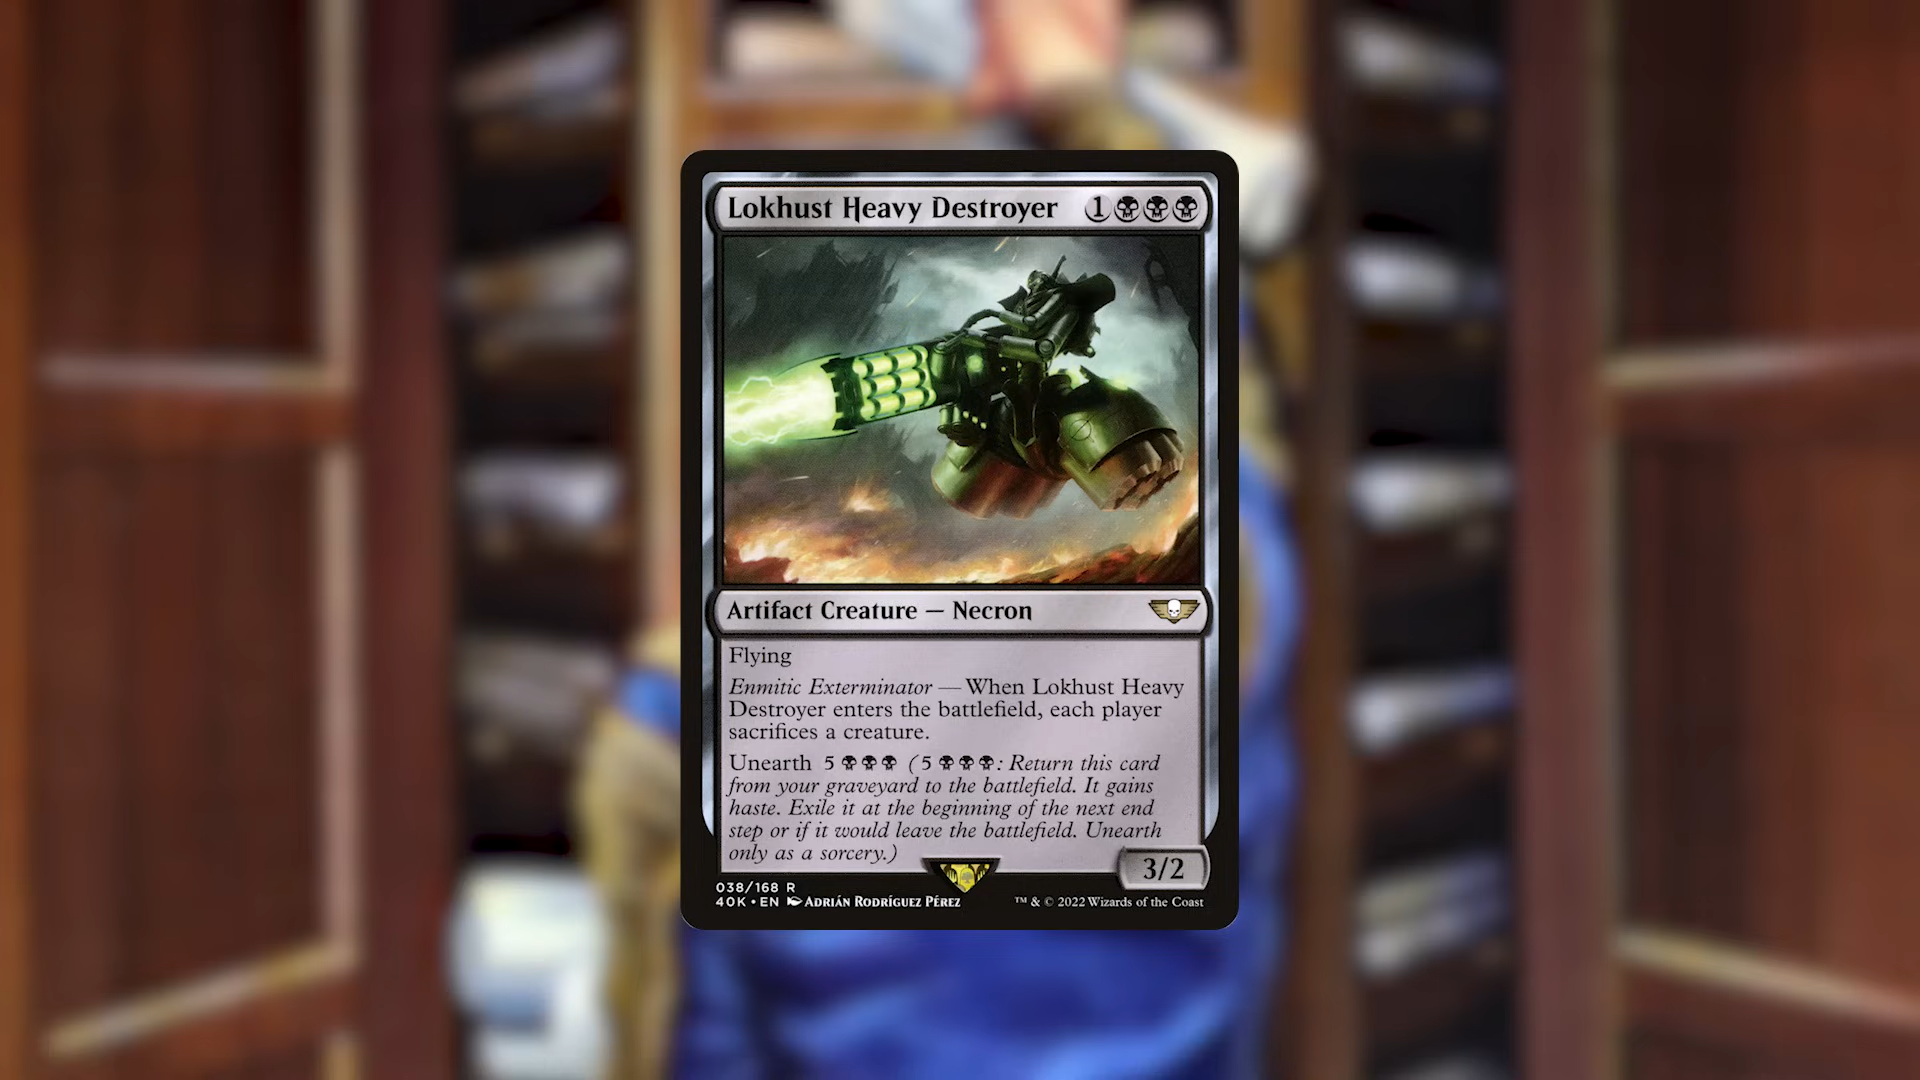 Lokhust Heavy Destroyer 1
Artifact Creature — Necron
Flying
Enmitic Exterminator — When Lokhust Heavy
Destroyer enters the battlefield, each player
sacrifices a creature.
Unearth 5 (5 : Return this card
from your graveyard to the battlefield. It gains
haste. Exile it at the beginning of the next end
step or if it would leave the battlefield. Unearth
only as a sorcery.)
3/2
038/168 R
40K • EN Adrián Rodríguez Pérez
™ & © 2022 Wizards of the Coast